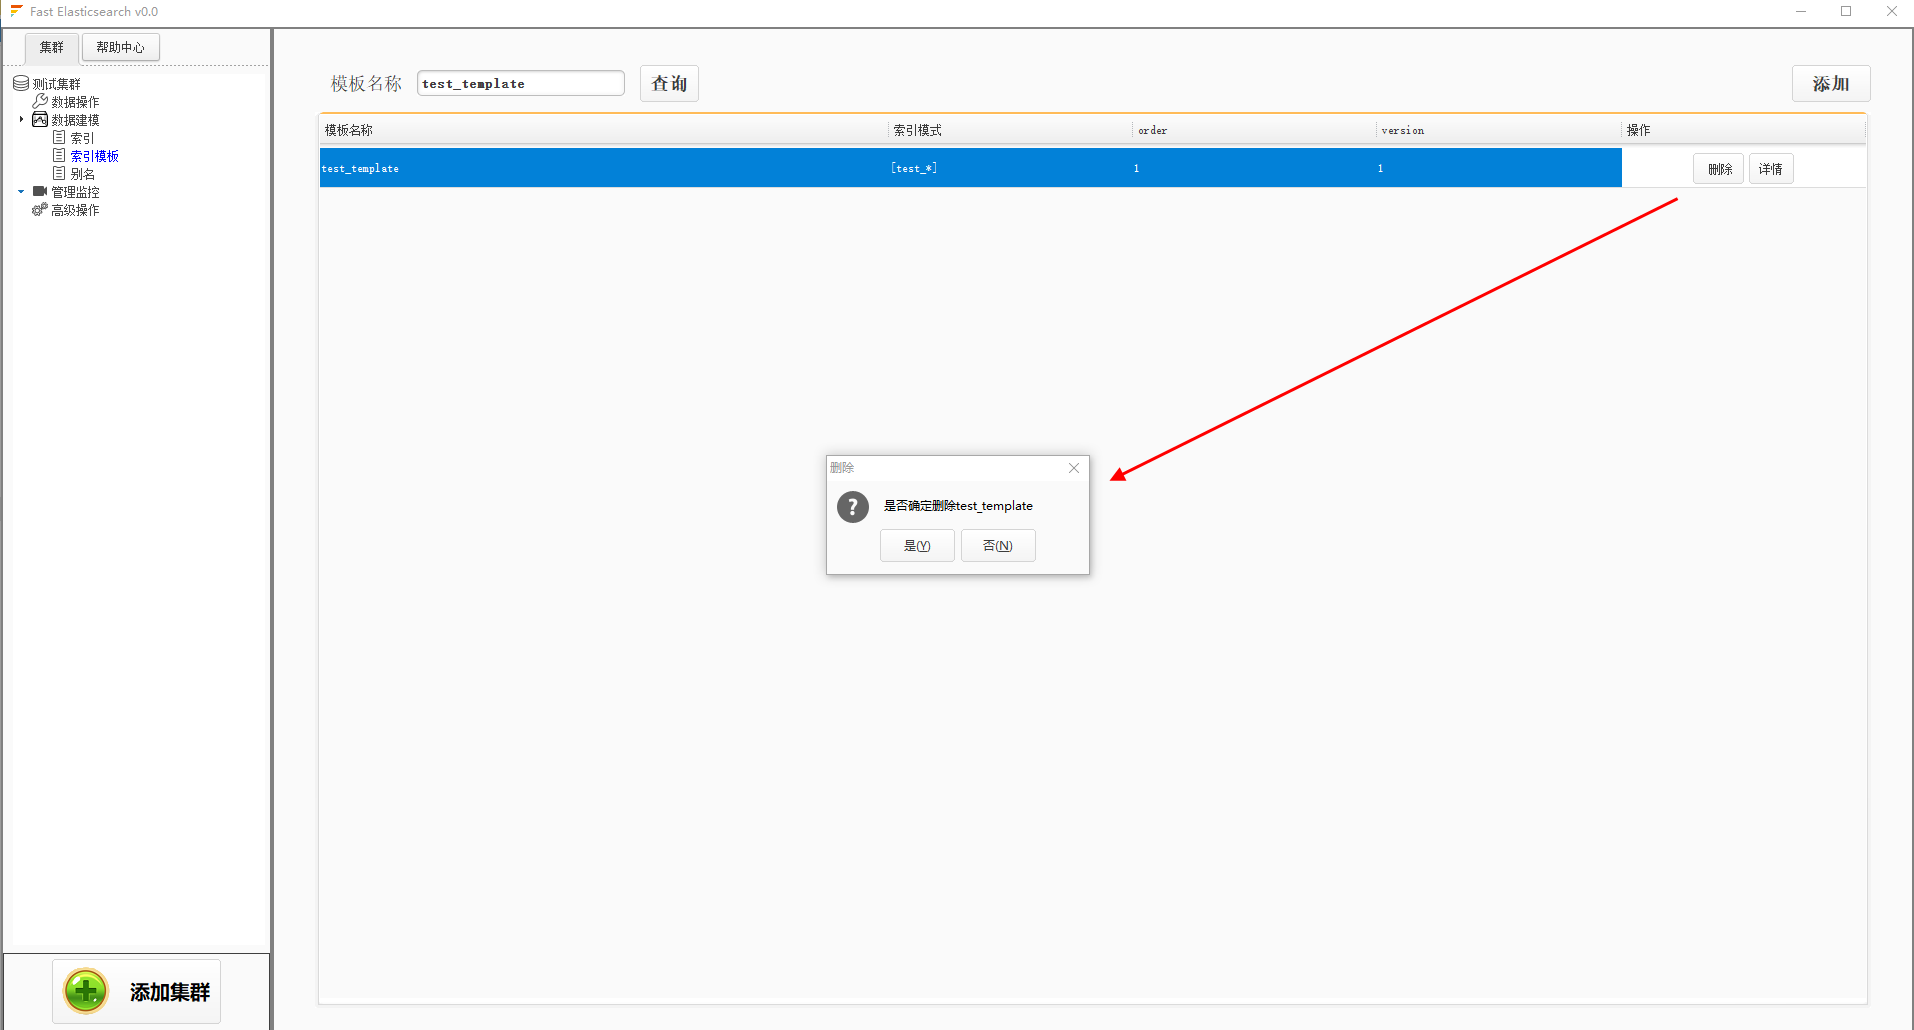 Fast Elasticsearch v0.0
集群 帮助中心
测试集群
数据操作
数据建模
索引
索引模板
别名
管理监控
高级操作
添加集群
模板名称 test_template 查询 添加
模板名称 索引模式 order version 操作
test_template [test_*] 1 1 删除 详情
删除
是否确定删除test_template
是(Y) 否(N)